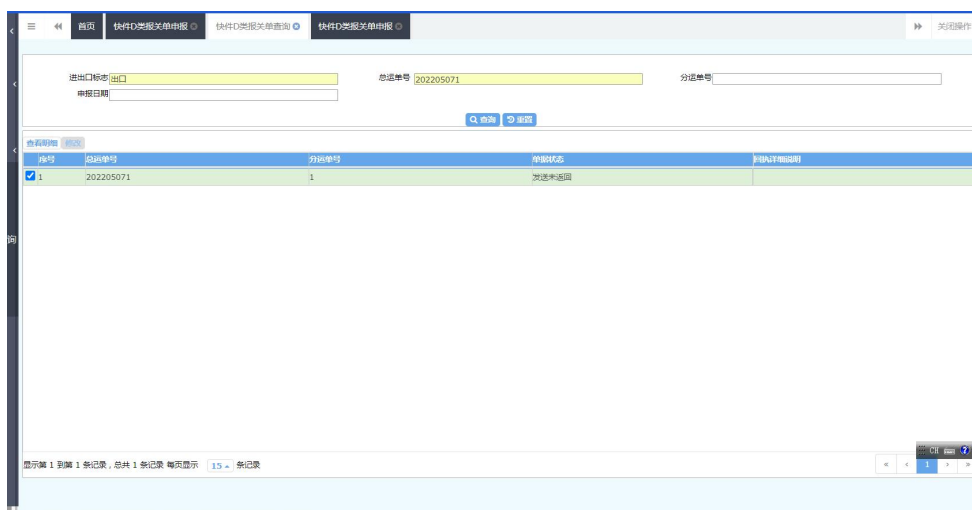 首页 快件D类报关单申报 快件D类报关单查询 快件D类报关单申报 关闭操作
进出口标志 出口 总运单号 202205071 分运单号
申报日期
查询 重置
查看明细 修改
序号 总运单号 分运单号 单据状态 回执详细说明
1 202205071 1 发送未返回
询
CH
显示第 1 到第 1 条记录,总共 1 条记录 每页显示 15 条记录 « ‹ 1 › »